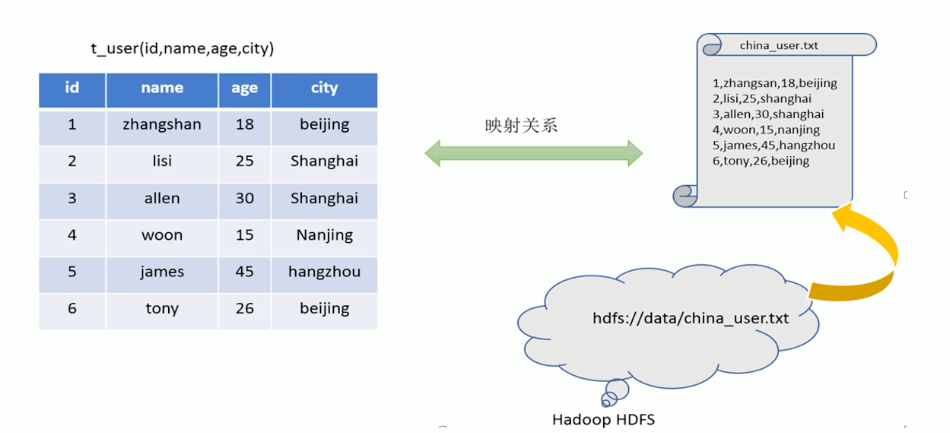 t_user(id,name,age,city)
id name age city
1 zhangshan 18 beijing
2 lisi 25 Shanghai
3 allen 30 Shanghai
4 woon 15 Nanjing
5 james 45 hangzhou
6 tony 26 beijing
映射关系
china_user.txt
1,zhangsan,18,beijing
2,lisi,25,shanghai
3,allen,30,shanghai
4,woon,15,nanjing
5,james,45,hangzhou
6,tony,26,beijing
hdfs://data/china_user.txt
Hadoop HDFS